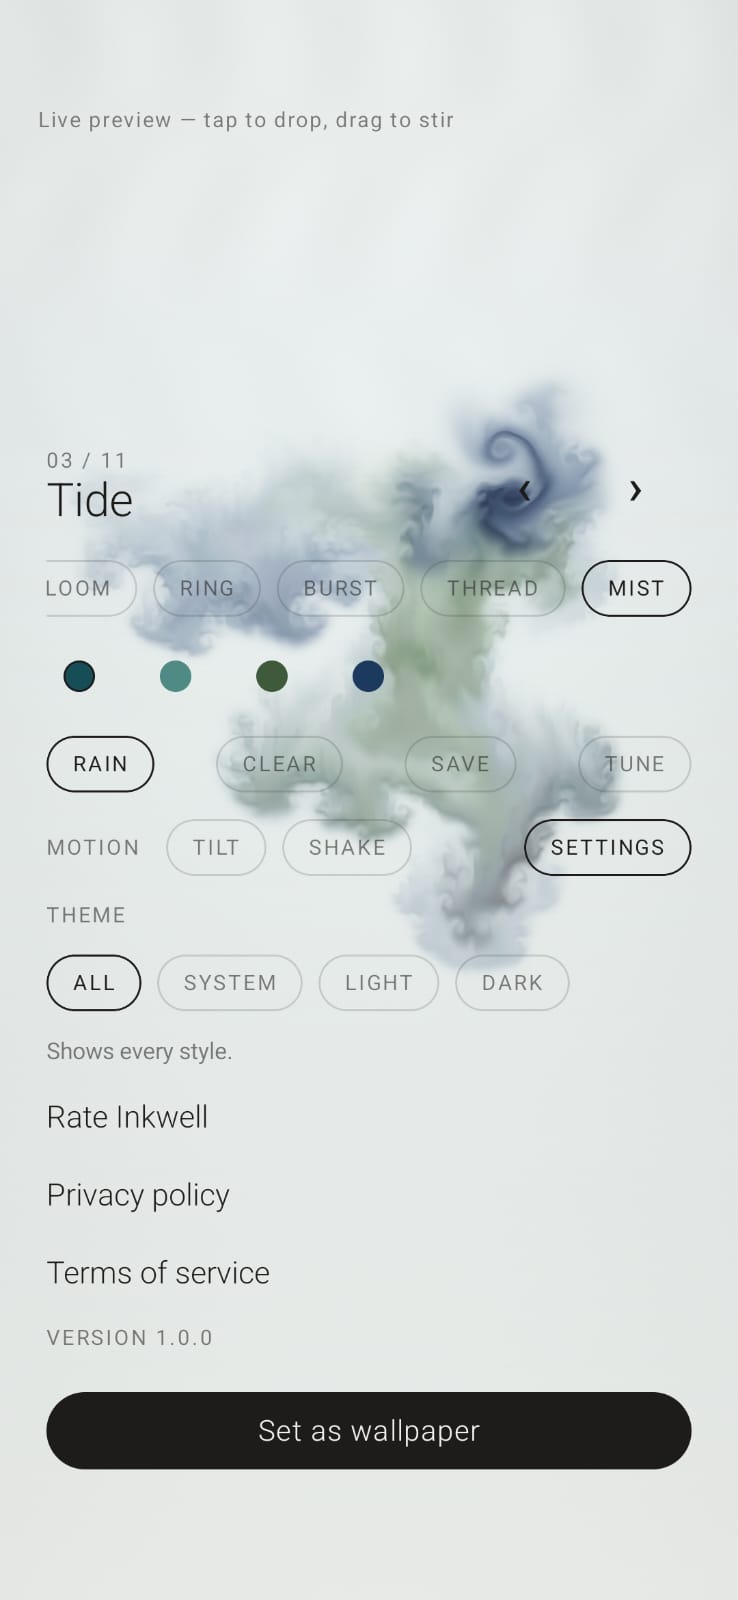 Live preview — tap to drop, drag to stir
03 / 11
Tide
❮ ❯
LOOM RING BURST THREAD MIST
RAIN CLEAR SAVE TUNE
MOTION TILT SHAKE SETTINGS
THEME
ALL SYSTEM LIGHT DARK
Shows every style.
Rate Inkwell
Privacy policy
Terms of service
VERSION 1.0.0
Set as wallpaper